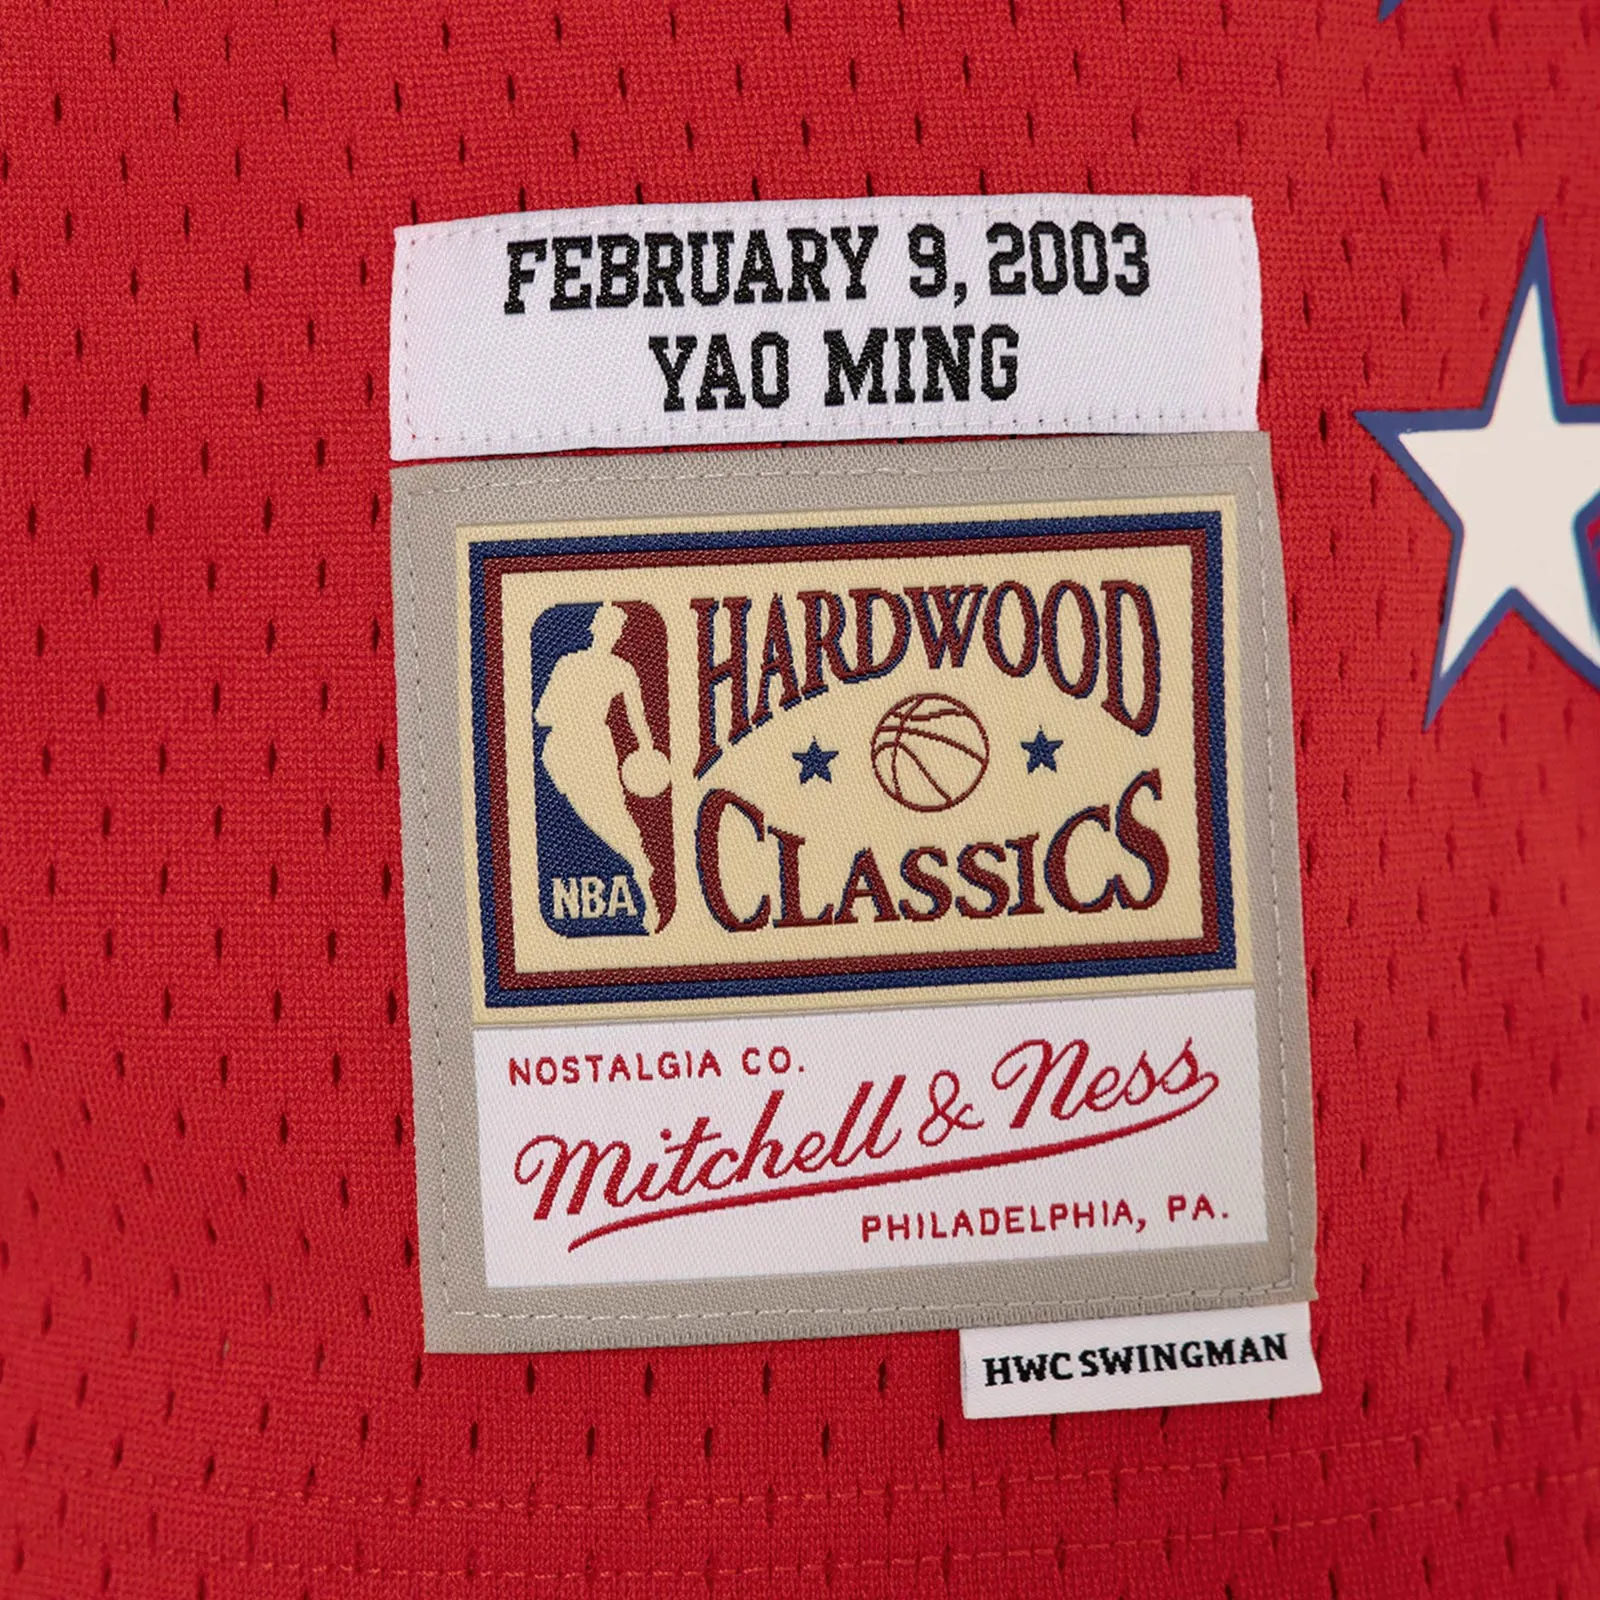 FEBRUARY 9, 2003
YAO MING
HARDWOOD
CLASSICS
NBA
NOSTALGIA CO.
Mitchell & Ness
PHILADELPHIA, PA.
HWC SWINGMAN